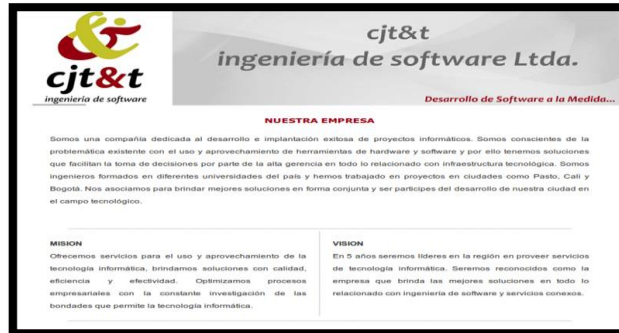 cjt&t
ingeniería de software
cjt&t
ingeniería de software Ltda.
Desarrollo de Software a la Medida...
NUESTRA EMPRESA
Somos una compañia dedicada al desarrollo e implantación exitosa de proyectos informáticos. Somos conscientes de la
problemática existente con el uso y aprovechamiento de herramientas de hardware y software y por ello tenemos soluciones
que facilitan la toma de decisiones por parte de la alta gerencia en todo lo relacionado con infraestructura tecnológica. Somos
ingenieros formados en diferentes universidades del país y hemos trabajado en proyectos en ciudades como Pasto, Cali y
Bogotá. Nos asociamos para brindar mejores soluciones en forma conjunta y ser participes del desarrollo de nuestra ciudad en
el campo tecnológico.
MISION
Ofrecemos servicios para el uso y aprovechamiento de la
tecnología informática, brindamos soluciones con calidad,
eficiencia y efectividad. Optimizamos procesos
empresariales con la constante investigación de las
bondades que permite la tecnología informática.
VISION
En 5 años seremos líderes en la región en proveer servicios
de tecnología informática. Seremos reconocidos como la
empresa que brinda las mejores soluciones en todo lo
relacionado con ingeniería de software y servicios conexos.